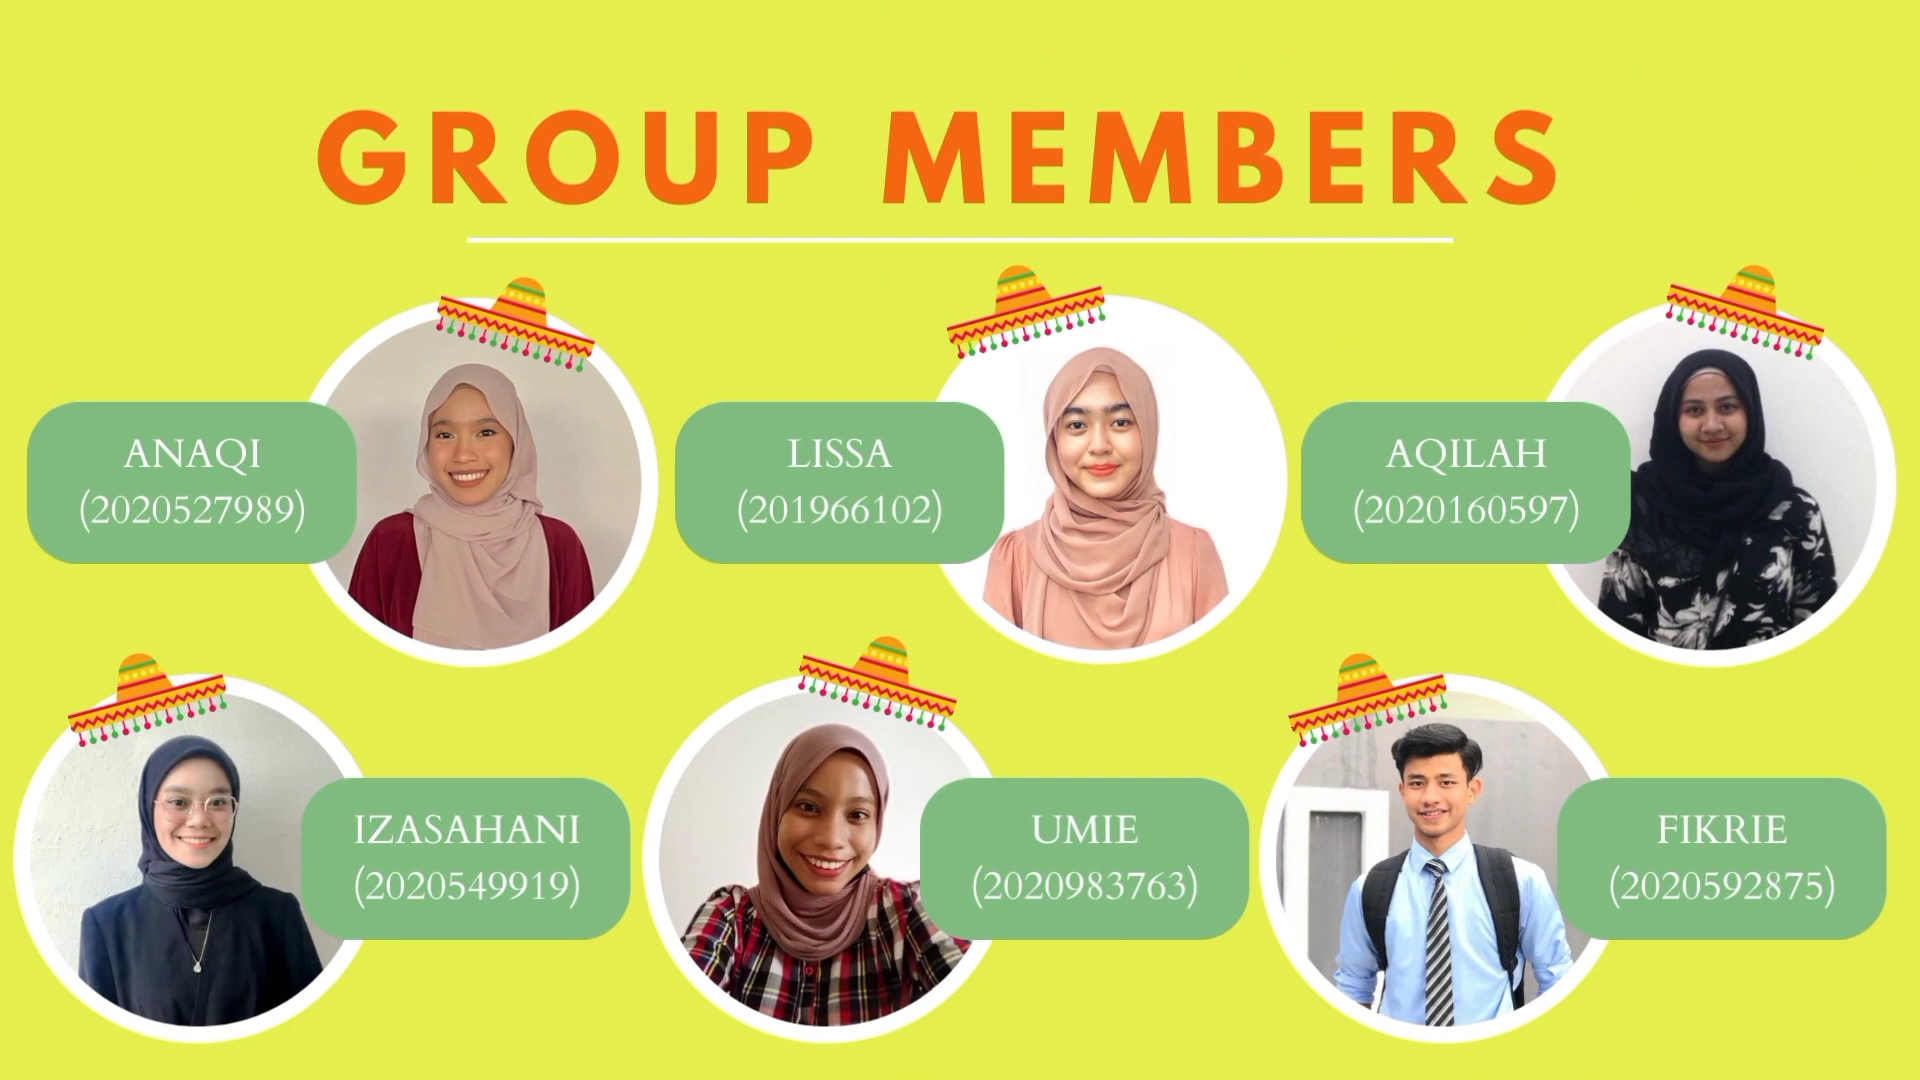 GROUP MEMBERS
ANAQI
(2020527989)
LISSA
(201966102)
AQILAH
(2020160597)
IZASAHANI
(2020549919)
UMIE
(2020983763)
FIKRIE
(2020592875)